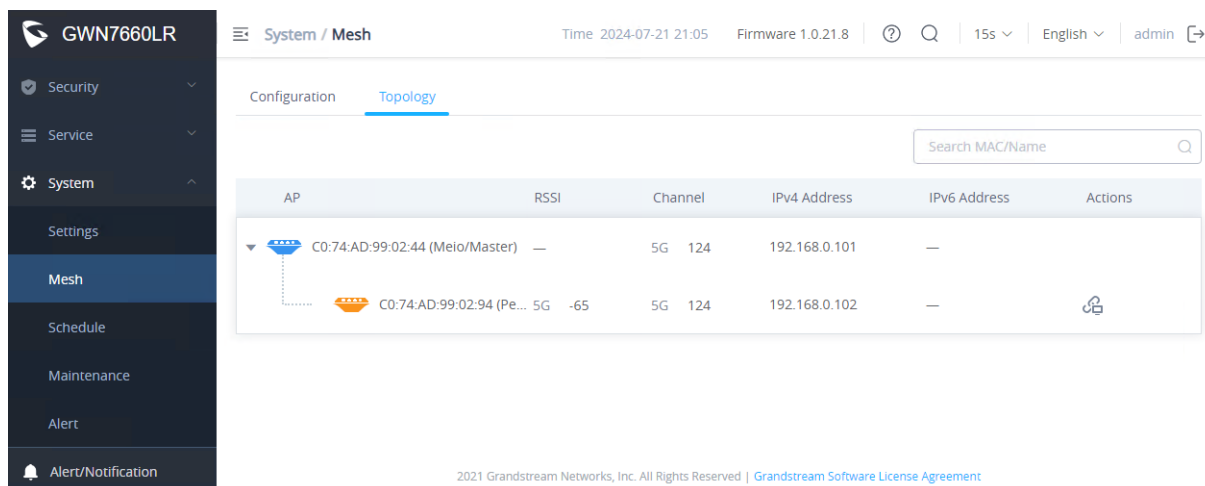 GWN7660LR
System / Mesh
Time 2024-07-21 21:05
Firmware 1.0.21.8
15s
English
admin
Security
Service
System
Settings
Mesh
Schedule
Maintenance
Alert
Alert/Notification
Configuration
Topology
Search MAC/Name
AP RSSI Channel IPv4 Address IPv6 Address Actions
C0:74:AD:99:02:44 (Meio/Master) — 5G 124 192.168.0.101 —
C0:74:AD:99:02:94 (Pe... 5G -65 5G 124 192.168.0.102 —
2021 Grandstream Networks, Inc. All Rights Reserved | Grandstream Software License Agreement